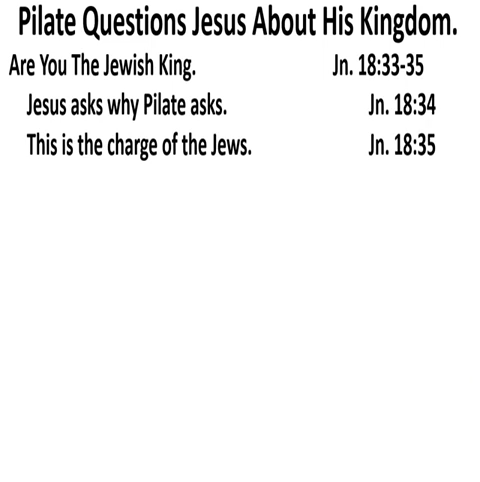 Pilate Questions Jesus About His Kingdom.
Are You The Jewish King. Jn. 18:33-35
Jesus asks why Pilate asks. Jn. 18:34
This is the charge of the Jews. Jn. 18:35